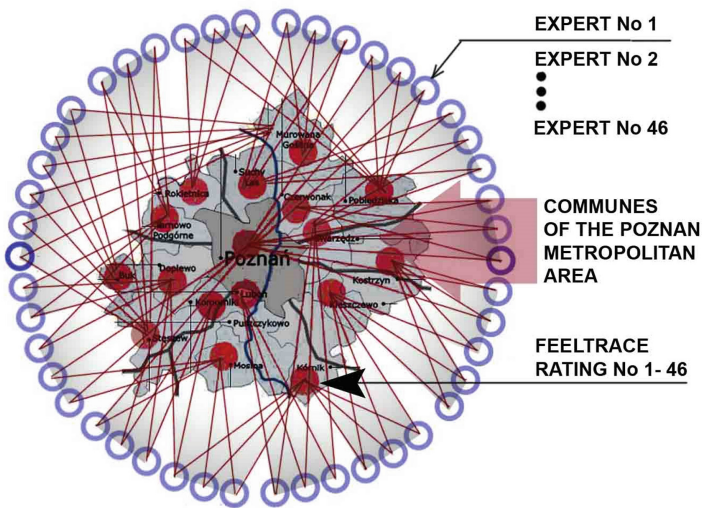 EXPERT No 1
EXPERT No 2
EXPERT No 46
COMMUNES
OF THE POZNAN
METROPOLITAN
AREA
FEELTRACE
RATING No 1- 46
Murowana
Goślina
Suchy
Las
Rokietnica
Czerwonak
Pobiedziska
Tarnowo
Podgórne
Swarzędz
Poznań
Buk
Dopiewo
Kostrzyn
Luboń
Komorniki
Kleszczewo
Puszczykowo
Stęszew
Mosina
Kórnik